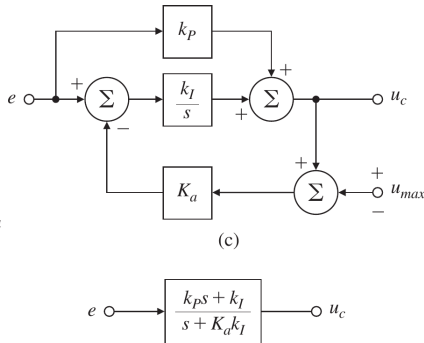 k_P
+
+
e
+
Σ
k_I
s
Σ
u_c
−
+
+
K_a
Σ
+
u_max
−
(c)
e
k_P s + k_I
s + K_a k_I
u_c